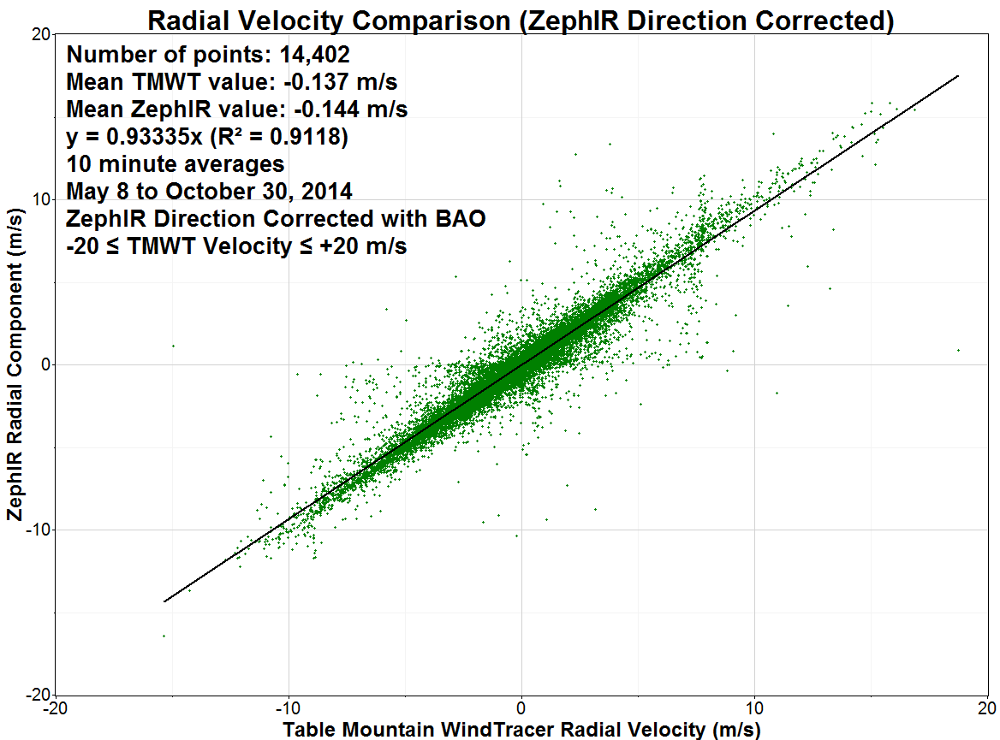 Radial Velocity Comparison (ZephIR Direction Corrected)
20
Number of points: 14,402
Mean TMWT value: -0.137 m/s
Mean ZephIR value: -0.144 m/s
y = 0.93335x (R² = 0.9118)
10 minute averages
May 8 to October 30, 2014
ZephIR Direction Corrected with BAO
-20 ≤ TMWT Velocity ≤ +20 m/s
10
0
-10
-20
ZephIR Radial Component (m/s)
-20 -10 0 10 20
Table Mountain WindTracer Radial Velocity (m/s)